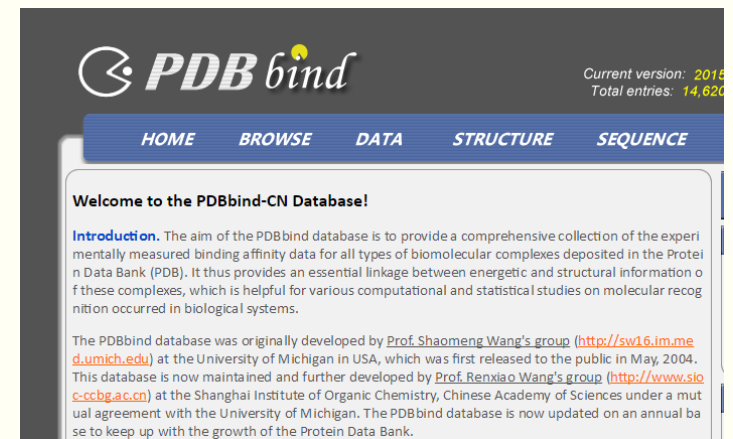 PDBbind
Current version: 2015
Total entries: 14,620
HOME BROWSE DATA STRUCTURE SEQUENCE
Welcome to the PDBbind-CN Database!
Introduction. The aim of the PDBbind database is to provide a comprehensive collection of the experi
mentally measured binding affinity data for all types of biomolecular complexes deposited in the Protei
n Data Bank (PDB). It thus provides an essential linkage between energetic and structural information o
f these complexes, which is helpful for various computational and statistical studies on molecular recog
nition occurred in biological systems.
The PDBbind database was originally developed by Prof. Shaomeng Wang's group (http://sw16.im.me
d.umich.edu) at the University of Michigan in USA, which was first released to the public in May, 2004.
This database is now maintained and further developed by Prof. Renxiao Wang's group (http://www.sio
c-ccbg.ac.cn) at the Shanghai Institute of Organic Chemistry, Chinese Academy of Sciences under a mut
ual agreement with the University of Michigan. The PDBbind database is now updated on an annual ba
se to keep up with the growth of the Protein Data Bank.